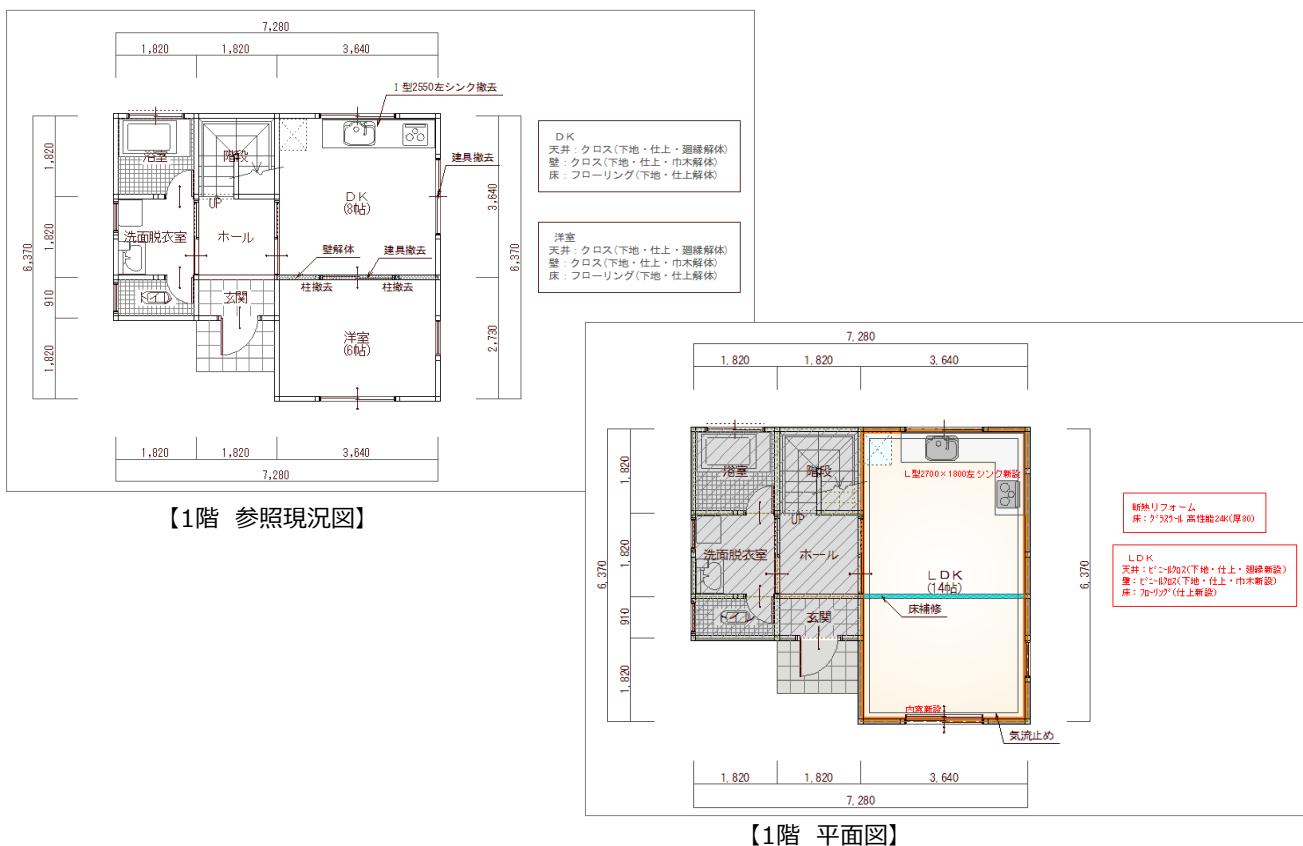 7,280
1,820
1,820
3,640
Ⅰ型2550左シンク撤去
浴室
階段
建具撤去
DK
(8帖)
UP
洗面脱衣室
ホール
壁解体
建具撤去
柱撤去
柱撤去
トイレ
玄関
洋室
(6帖)
1,820
1,820
910
1,820
6,370
3,640
2,730
6,370
1,820
1,820
3,640
7,280
DK
天井:クロス(下地・仕上・廻縁解体)
壁:クロス(下地・仕上・巾木解体)
床:フローリング(下地・仕上解体)
洋室
天井:クロス(下地・仕上・廻縁解体)
壁:クロス(下地・仕上・巾木解体)
床:フローリング(下地・仕上解体)
【1階 参照現況図】
7,280
1,820
1,820
3,640
浴室
階段
L型2700×1800左シンク新設
UP
洗面脱衣室
ホール
LDK
(14帖)
床補修
玄関
内窓新設
気流止め
1,820
1,820
910
1,820
6,370
6,370
1,820
1,820
3,640
7,280
断熱リフォーム
床:グラスウール 高性能24K(厚80)
LDK
天井:ビニールクロス(下地・仕上・廻縁新設)
壁:ビニールクロス(下地・仕上・巾木新設)
床:フローリング(仕上新設)
【1階 平面図】